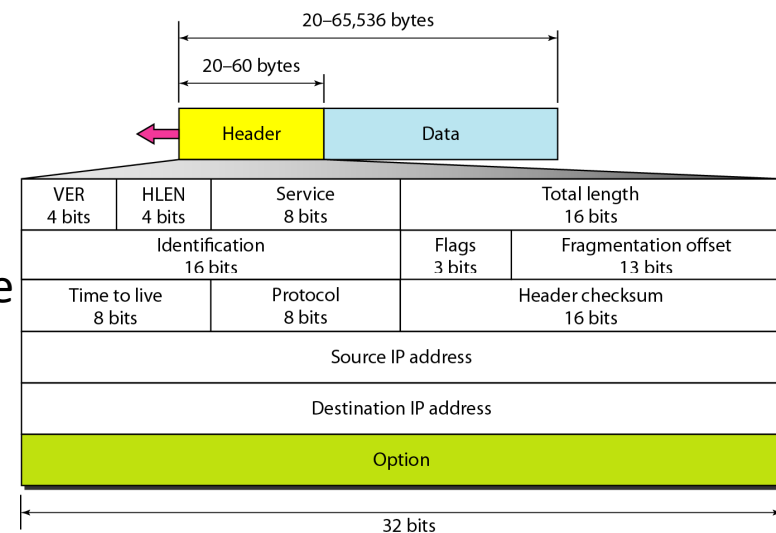 20–65,536 bytes
20–60 bytes
Header Data
VER HLEN Service Total length
4 bits 4 bits 8 bits 16 bits
Identification Flags Fragmentation offset
16 bits 3 bits 13 bits
e
Time to live Protocol Header checksum
8 bits 8 bits 16 bits
Source IP address
Destination IP address
Option
32 bits